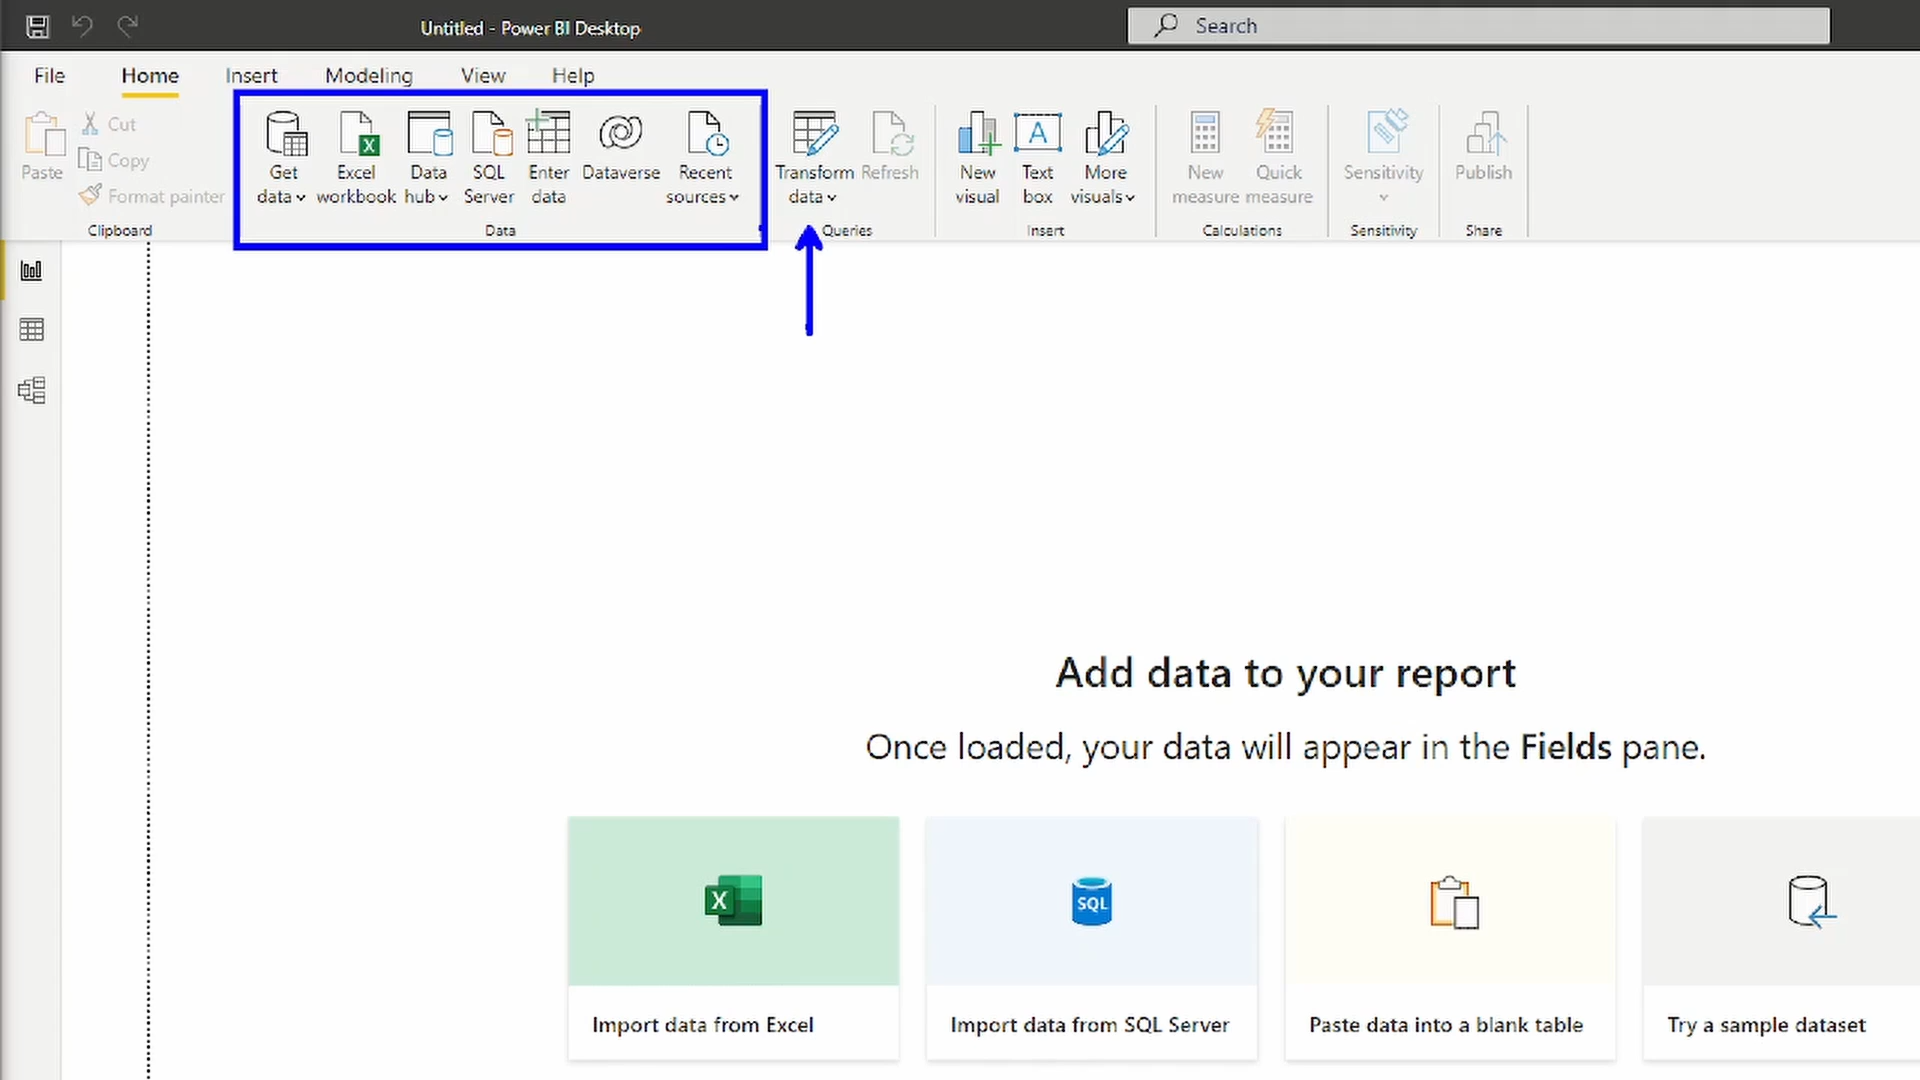 Untitled - Power BI Desktop
Search
File Home Insert Modeling View Help
Paste
Cut
Copy
Format painter
Clipboard
Get data
Excel workbook
Data hub
SQL Server
Enter data
Dataverse
Recent sources
Data
Transform data
Refresh
Queries
New visual
Text box
A
More visuals
Insert
New measure
Quick measure
Calculations
Sensitivity
Sensitivity
Publish
Share
Add data to your report
Once loaded, your data will appear in the Fields pane.
X
SQL
Import data from Excel
Import data from SQL Server
Paste data into a blank table
Try a sample dataset